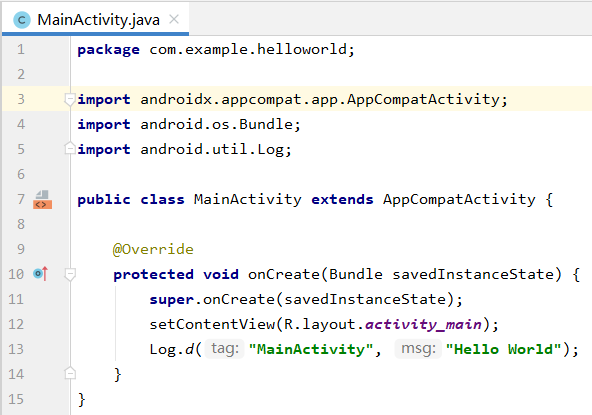 MainActivity.java
1 package com.example.helloworld;
2
3 import androidx.appcompat.app.AppCompatActivity;
4 import android.os.Bundle;
5 import android.util.Log;
6
7 public class MainActivity extends AppCompatActivity {
8
9 @Override
10 protected void onCreate(Bundle savedInstanceState) {
11 super.onCreate(savedInstanceState);
12 setContentView(R.layout.activity_main);
13 Log.d( tag: "MainActivity", msg: "Hello World");
14 }
15 }